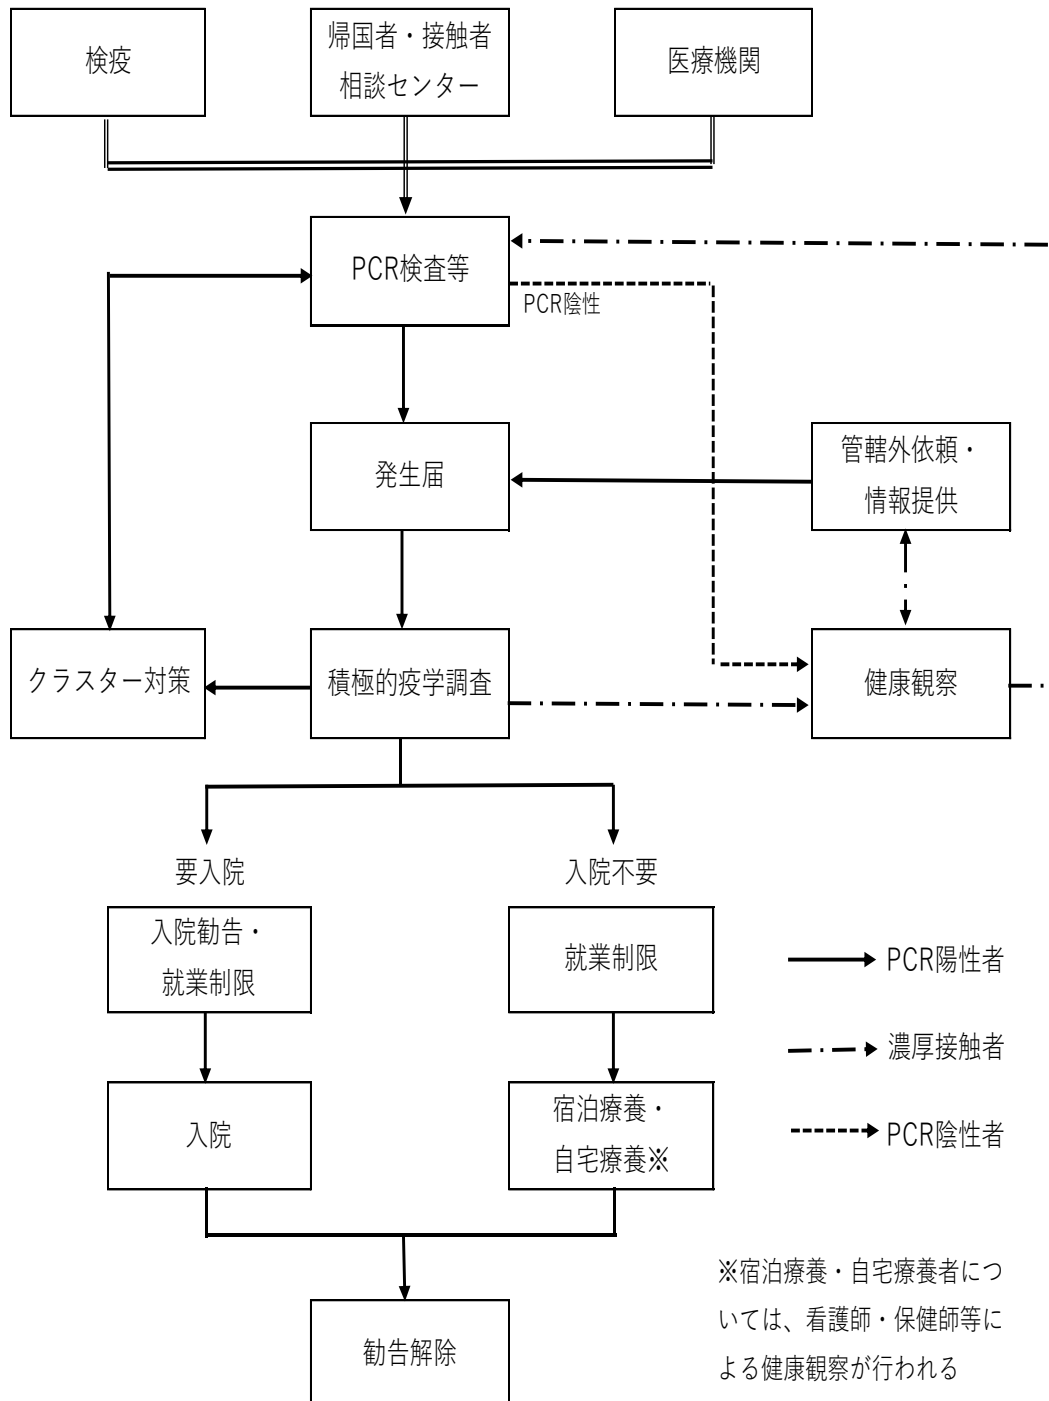 検疫
帰国者・接触者
相談センター
医療機関
PCR検査等
PCR陰性
発生届
管轄外依頼・
情報提供
クラスター対策
積極的疫学調査
健康観察
要入院
入院不要
入院勧告・
就業制限
就業制限
PCR陽性者
濃厚接触者
入院
宿泊療養・
自宅療養※
PCR陰性者
※宿泊療養・自宅療養者につ
いては、看護師・保健師等に
よる健康観察が行われる
勧告解除